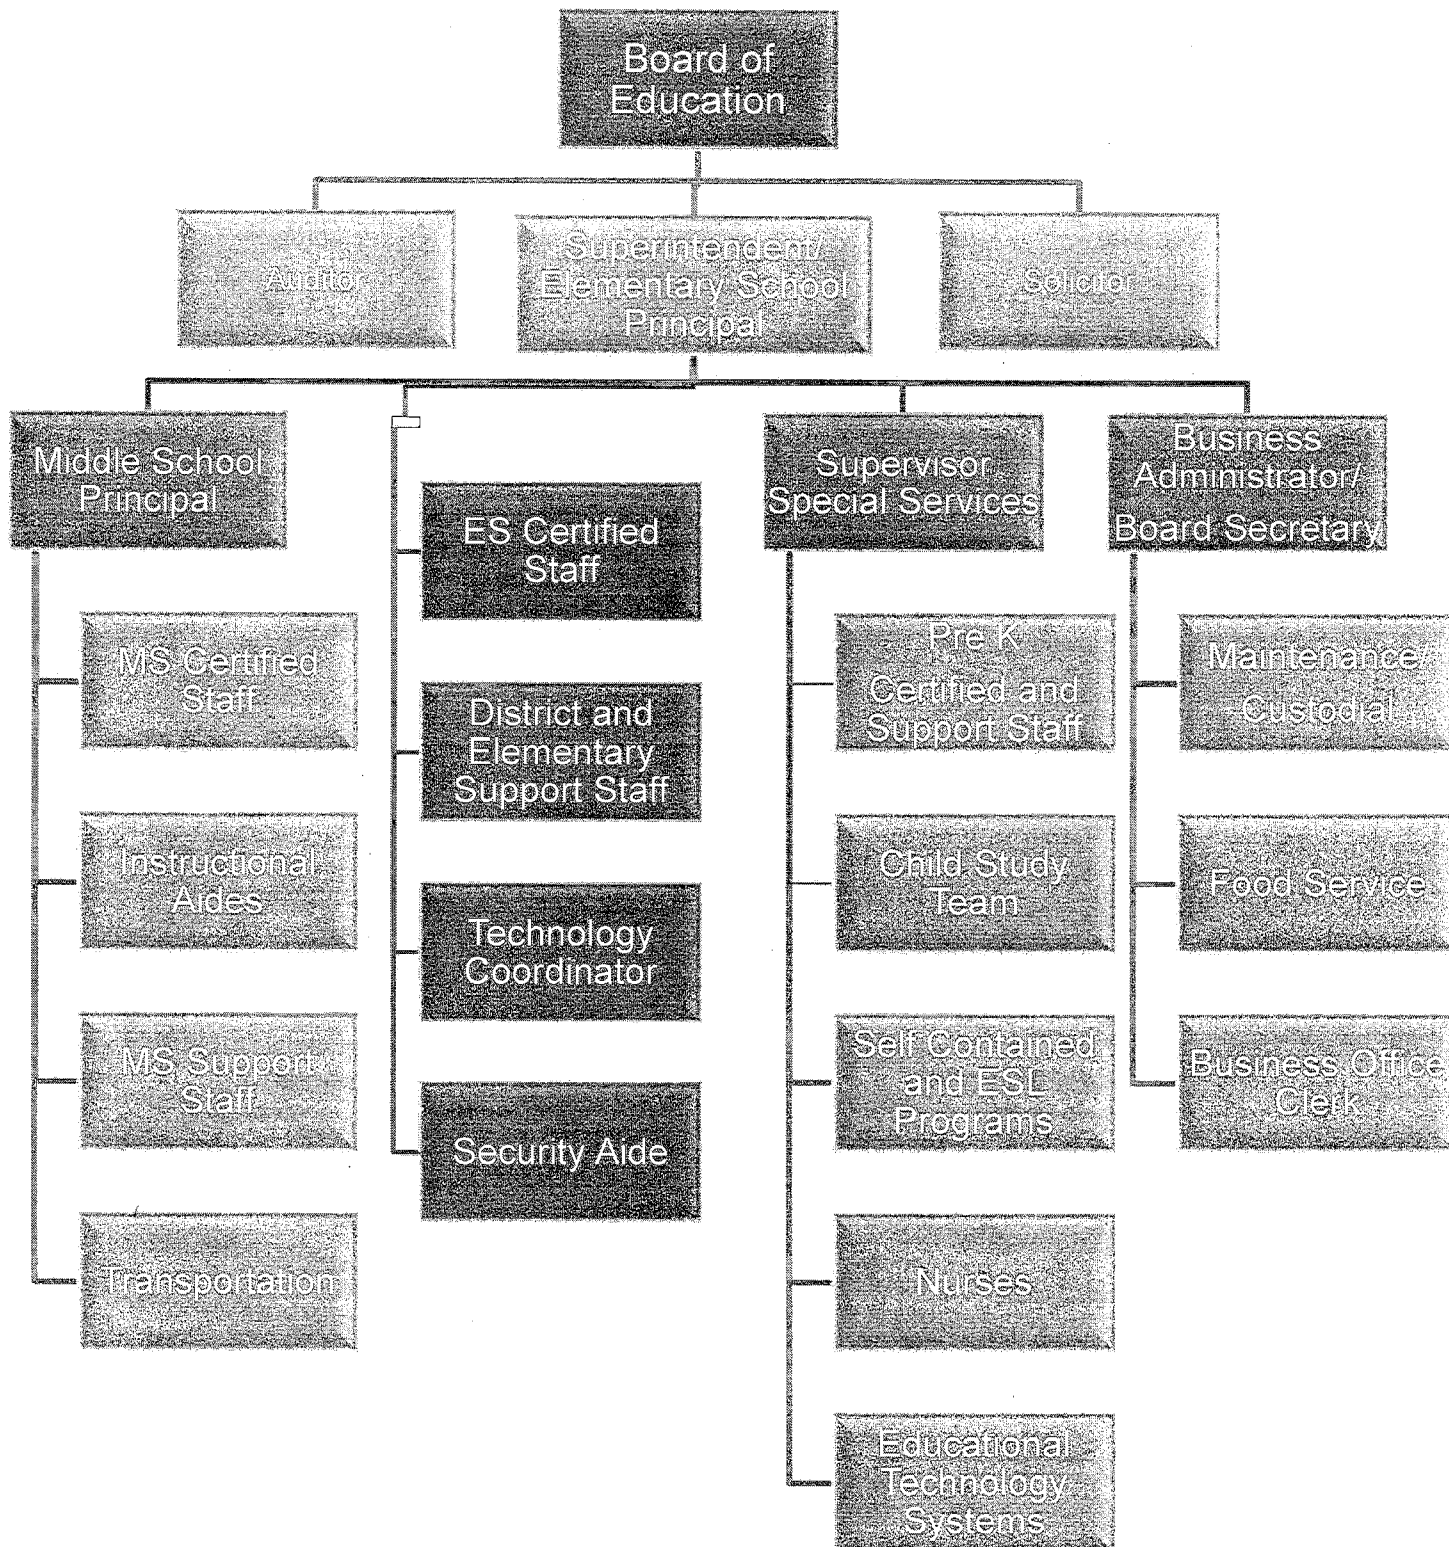 Board of
Education
Auditor
Superintendent/
Elementary School
Principal
Solicitor
Middle School
Principal
MS Certified
Staff
Instructional
Aides
MS Support
Staff
Transportation
ES Certified
Staff
District and
Elementary
Support Staff
Technology
Coordinator
Security Aide
Supervisor
Special Services
Pre K
Certified and
Support Staff
Child Study
Team
Self Contained
and ESL
Programs
Nurses
Educational
Technology
Systems
Business
Administrator/
Board Secretary
Maintenance/
Custodial
Food Service
Business Office
Clerk